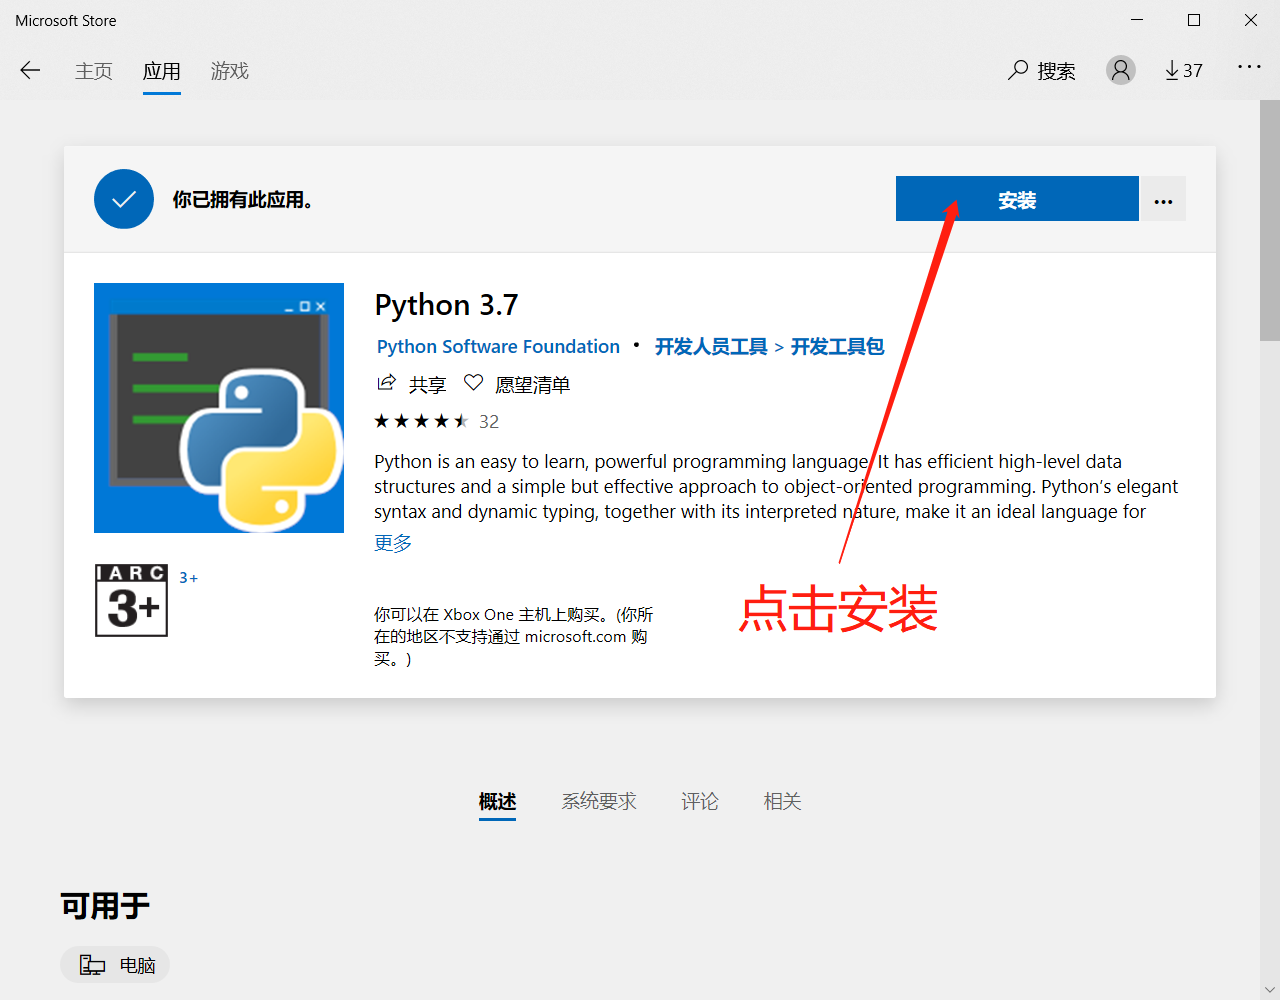 Microsoft Store
主页 应用 游戏 搜索 37
你已拥有此应用。 安装
Python 3.7
Python Software Foundation • 开发人员工具 > 开发工具包
共享 愿望清单
32
Python is an easy to learn, powerful programming language. It has efficient high-level data
structures and a simple but effective approach to object-oriented programming. Python’s elegant
syntax and dynamic typing, together with its interpreted nature, make it an ideal language for
更多
IARC
3+
3+
你可以在 Xbox One 主机上购买。(你所
在的地区不支持通过 microsoft.com 购
买。)
点击安装
概述 系统要求 评论 相关
可用于
电脑